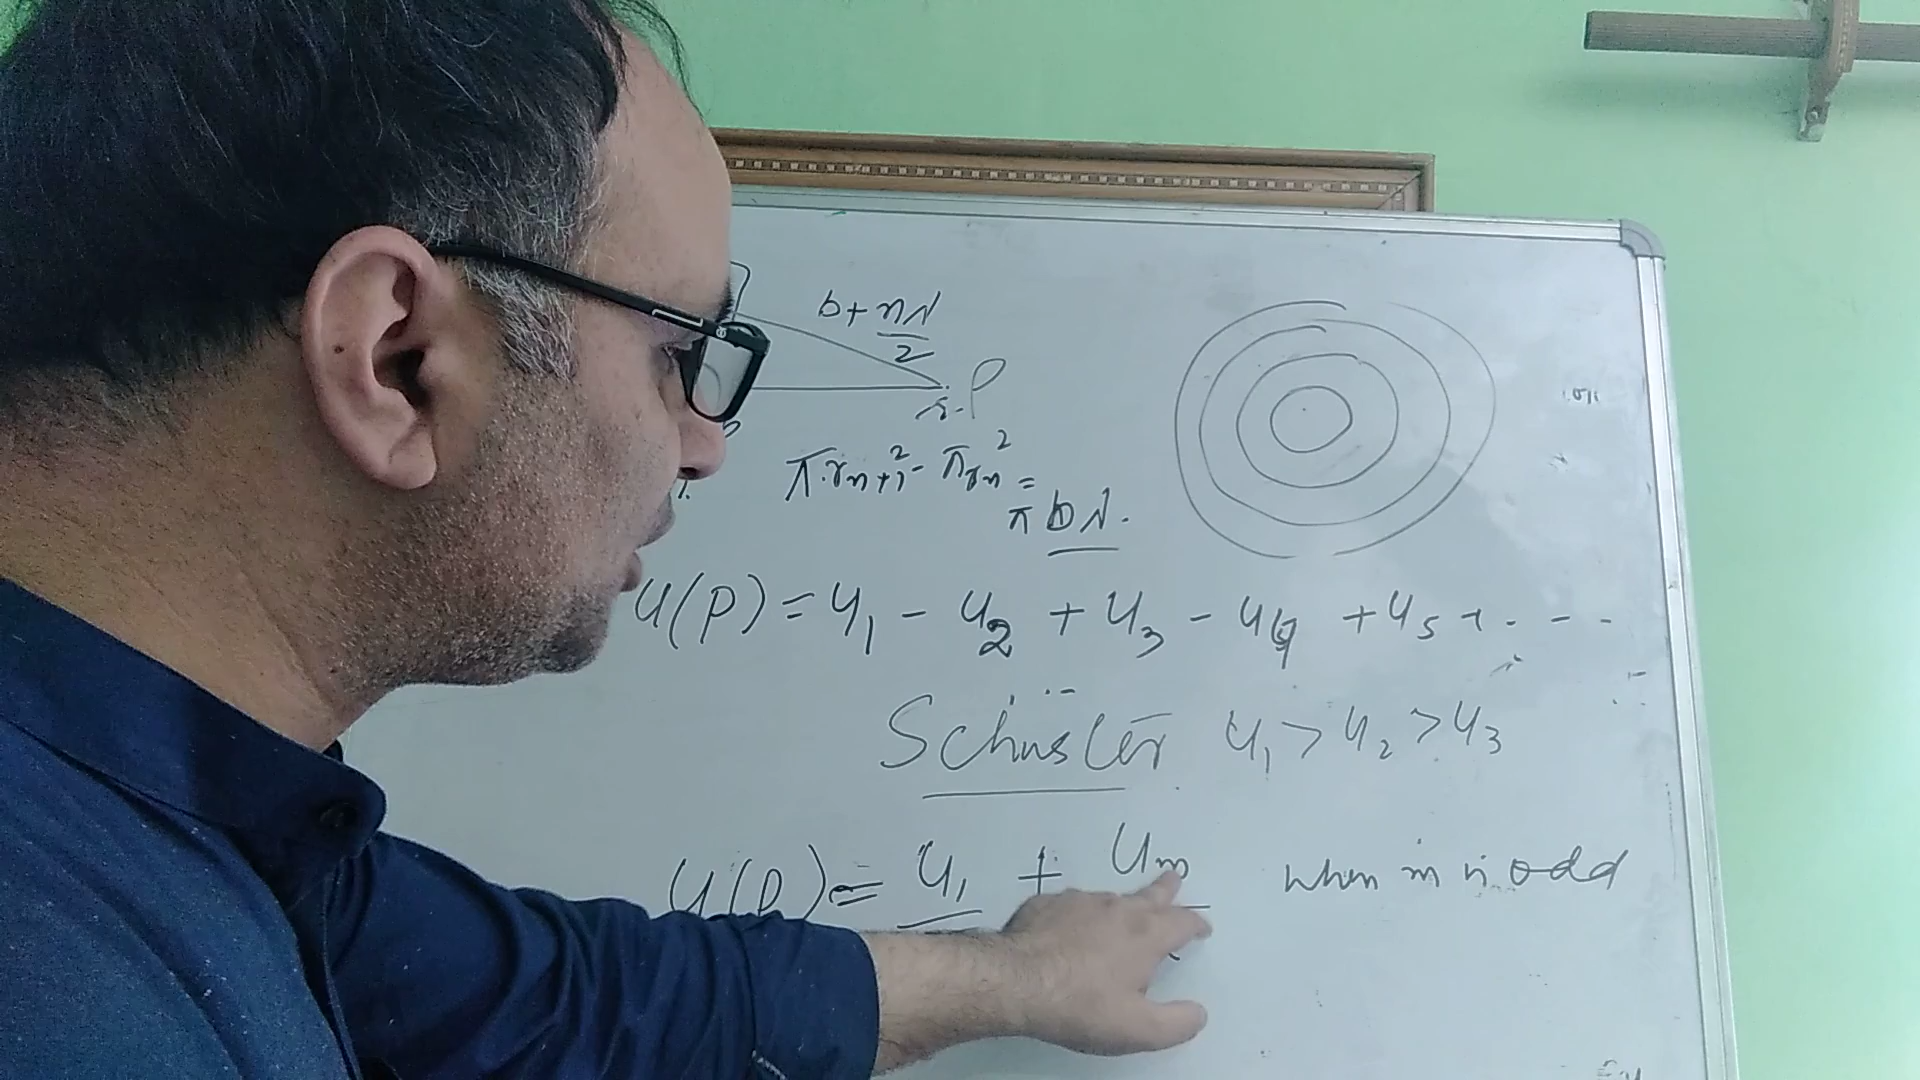 b + nλ/2
P
π.rn+1² - πrn² =
π bλ.
u(p) = u₁ - u₂ + u₃ - u₄ + u₅ + . - - -
Schuster u₁ > u₂ > u₃
u(p) = u₁ + um when m is odd